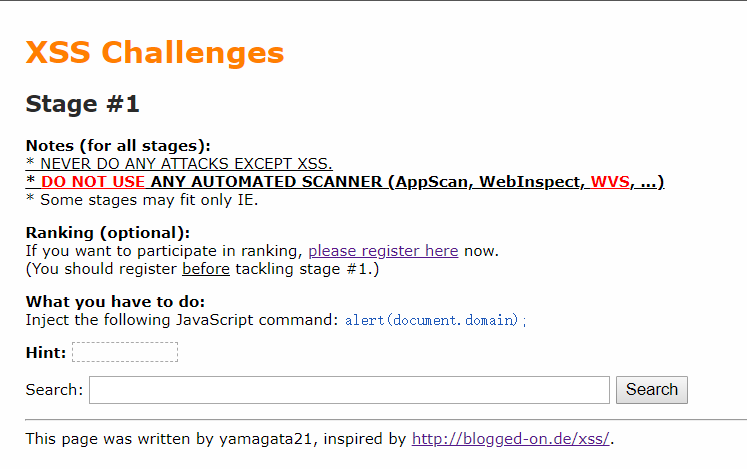 XSS Challenges
Stage #1
Notes (for all stages):
* NEVER DO ANY ATTACKS EXCEPT XSS.
* DO NOT USE ANY AUTOMATED SCANNER (AppScan, WebInspect, WVS, ...)
* Some stages may fit only IE.
Ranking (optional):
If you want to participate in ranking, please register here now.
(You should register before tackling stage #1.)
What you have to do:
Inject the following JavaScript command: alert(document.domain);
Hint:
Search: Search
This page was written by yamagata21, inspired by http://blogged-on.de/xss/.